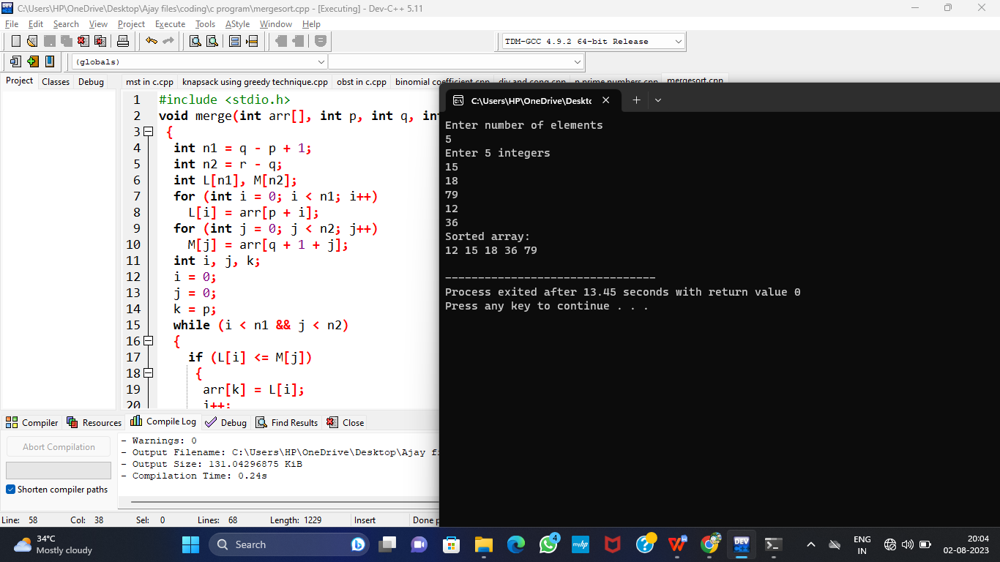 C:\Users\HP\OneDrive\Desktop\Ajay files\coding\c program\mergesort.cpp - [Executing] - Dev-C++ 5.11
File Edit Search View Project Execute Tools AStyle Window Help
TDM-GCC 4.9.2 64-bit Release
(globals)
Project Classes Debug
mst in c.cpp knapsack using greedy technique.cpp obst in c.cpp binomial coefficient.cpp div and conq.cpp n prime numbers.cpp mergesort.cpp
1 #include <stdio.h>
2 void merge(int arr[], int p, int q, int
3 {
4 int n1 = q - p + 1;
5 int n2 = r - q;
6 int L[n1], M[n2];
7 for (int i = 0; i < n1; i++)
8 L[i] = arr[p + i];
9 for (int j = 0; j < n2; j++)
10 M[j] = arr[q + 1 + j];
11 int i, j, k;
12 i = 0;
13 j = 0;
14 k = p;
15 while (i < n1 && j < n2)
16 {
17 if (L[i] <= M[j])
18 {
19 arr[k] = L[i];
20 i++;
C:\Users\HP\OneDrive\Deskto
Enter number of elements
5
Enter 5 integers
15
18
79
12
36
Sorted array:
12 15 18 36 79
--------------------------------
Process exited after 13.45 seconds with return value 0
Press any key to continue . . .
Compiler Resources Compile Log Debug Find Results Close
Abort Compilation
Shorten compiler paths
- Warnings: 0
- Output Filename: C:\Users\HP\OneDrive\Desktop\Ajay fi
- Output Size: 131.04296875 KiB
- Compilation Time: 0.24s
Line: 58 Col: 38 Sel: 0 Lines: 68 Length: 1229 Insert Done p
34°C
Mostly cloudy
Search
4
myhp
DEV
ENG
IN
20:04
02-08-2023